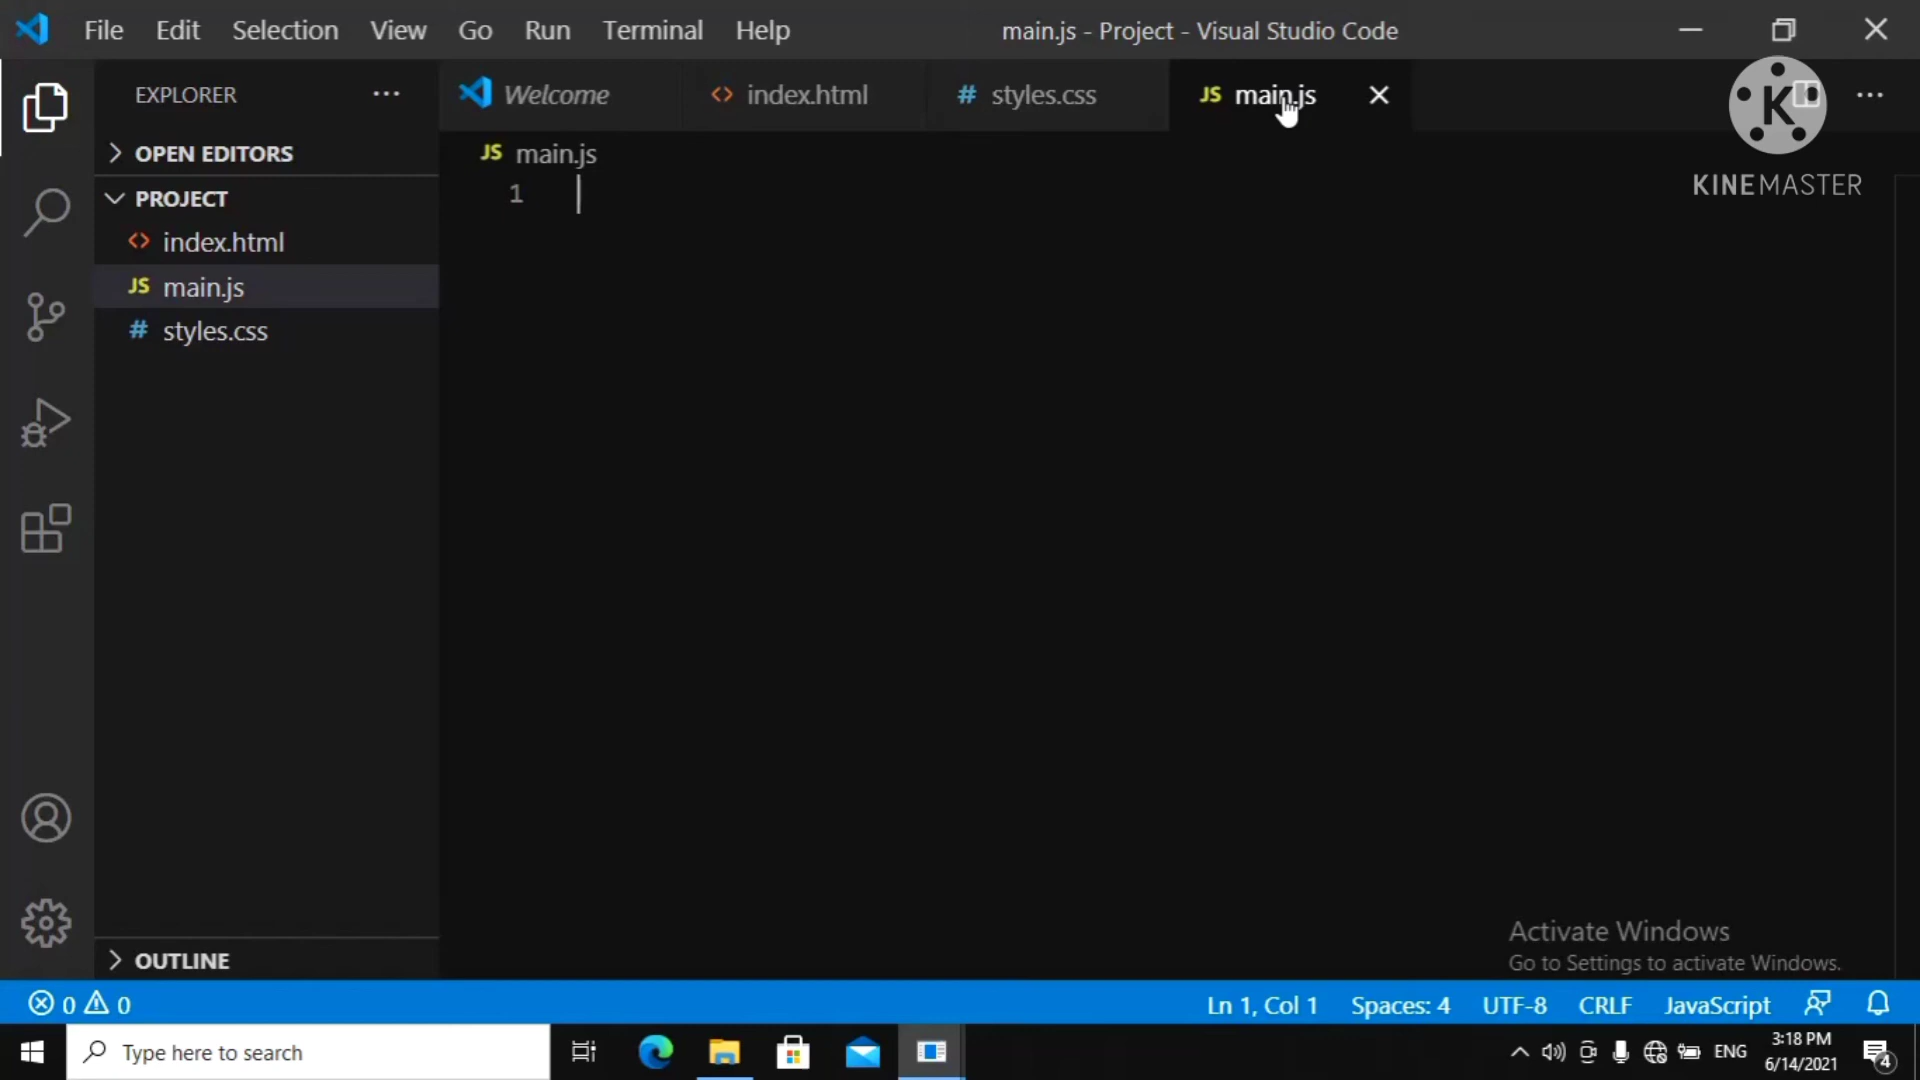 File Edit Selection View Go Run Terminal Help main.js - Project - Visual Studio Code
EXPLORER
Welcome index.html styles.css JS main.js
OPEN EDITORS
PROJECT
index.html
JS main.js
# styles.css
OUTLINE
JS main.js
1
K
KINEMASTER
Activate Windows
Go to Settings to activate Windows.
0 0 Ln 1, Col 1 Spaces: 4 UTF-8 CRLF JavaScript
Type here to search ENG 3:18 PM
6/14/2021
4